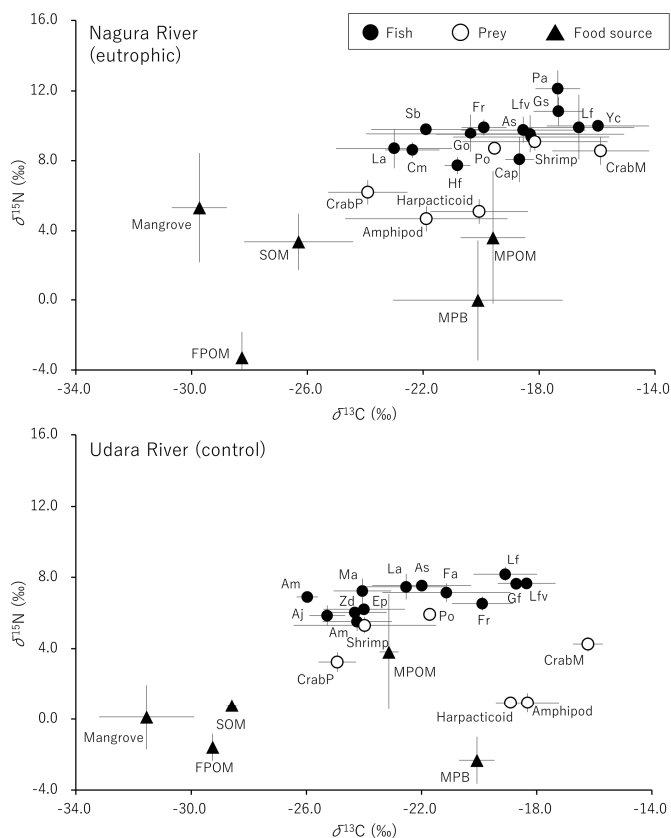 16.0
Nagura River
(eutrophic)
Fish
Prey
Food source
12.0
8.0
4.0
0.0
-4.0
δ15N (‰)
Pa
Gs
Sb
Fr
Lfv
As
Lf
Yc
La
Cm
Go
Po
Hf
Cap
Shrimp
CrabM
CrabP
Harpacticoid
Amphipod
Mangrove
SOM
MPOM
MPB
FPOM
-34.0
-30.0
-26.0
-22.0
-18.0
-14.0
δ13C (‰)
16.0
Udara River (control)
12.0
8.0
4.0
0.0
-4.0
δ15N (‰)
Lf
La
As
Fa
Ma
Am
Zd
Ep
Gf
Lfv
Aj
Am
Po
Fr
Shrimp
CrabP
MPOM
CrabM
SOM
Harpacticoid
Amphipod
Mangrove
FPOM
MPB
-34.0
-30.0
-26.0
-22.0
-18.0
-14.0
δ13C (‰)